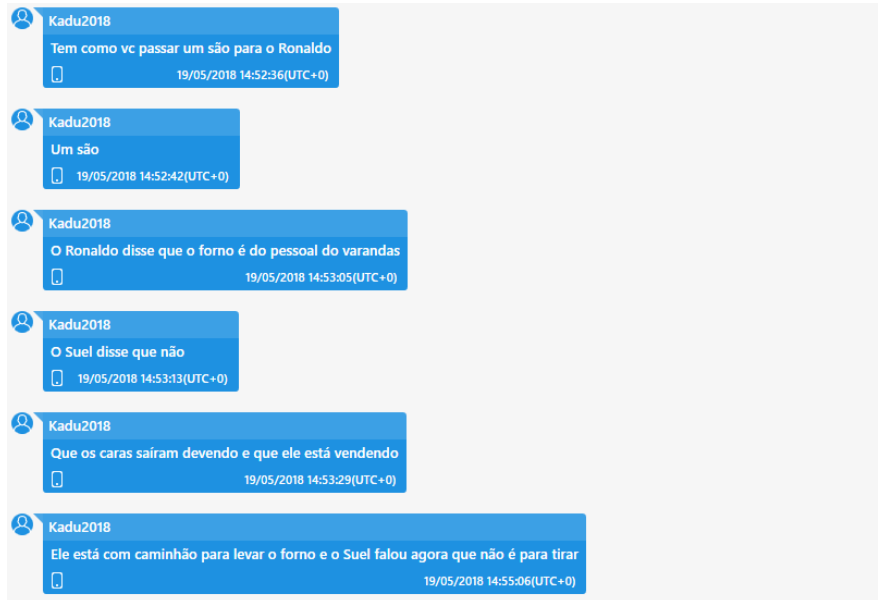 Kadu2018
Tem como vc passar um são para o Ronaldo
19/05/2018 14:52:36(UTC+0)
Kadu2018
Um são
19/05/2018 14:52:42(UTC+0)
Kadu2018
O Ronaldo disse que o forno é do pessoal do varandas
19/05/2018 14:53:05(UTC+0)
Kadu2018
O Suel disse que não
19/05/2018 14:53:13(UTC+0)
Kadu2018
Que os caras saíram devendo e que ele está vendendo
19/05/2018 14:53:29(UTC+0)
Kadu2018
Ele está com caminhão para levar o forno e o Suel falou agora que não é para tirar
19/05/2018 14:55:06(UTC+0)